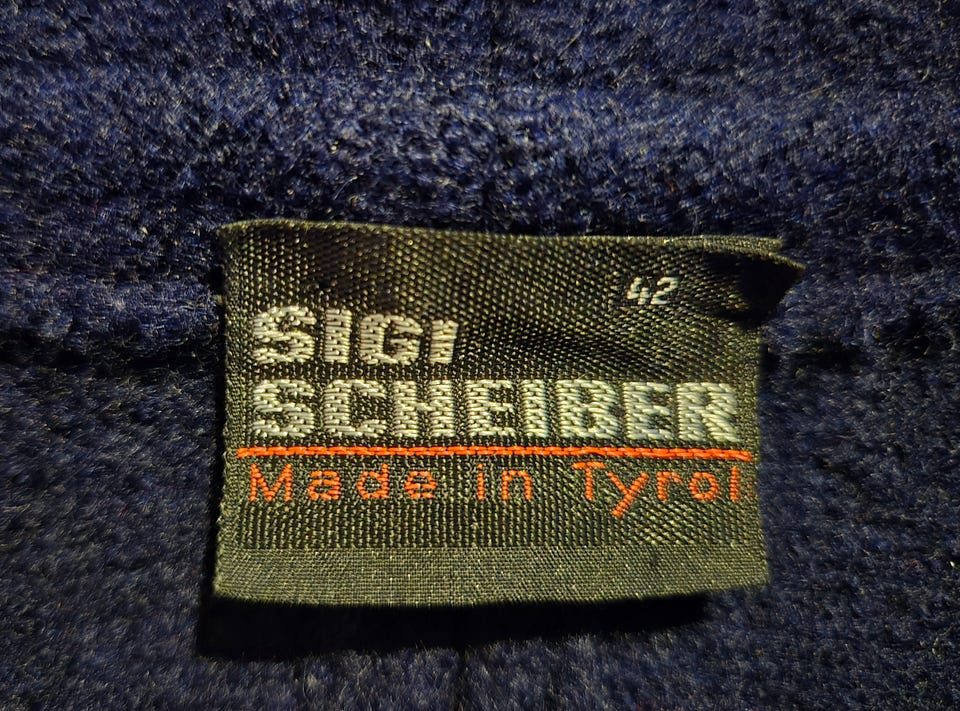 42
SIGI
SCHEIBER
Made in Tyrol